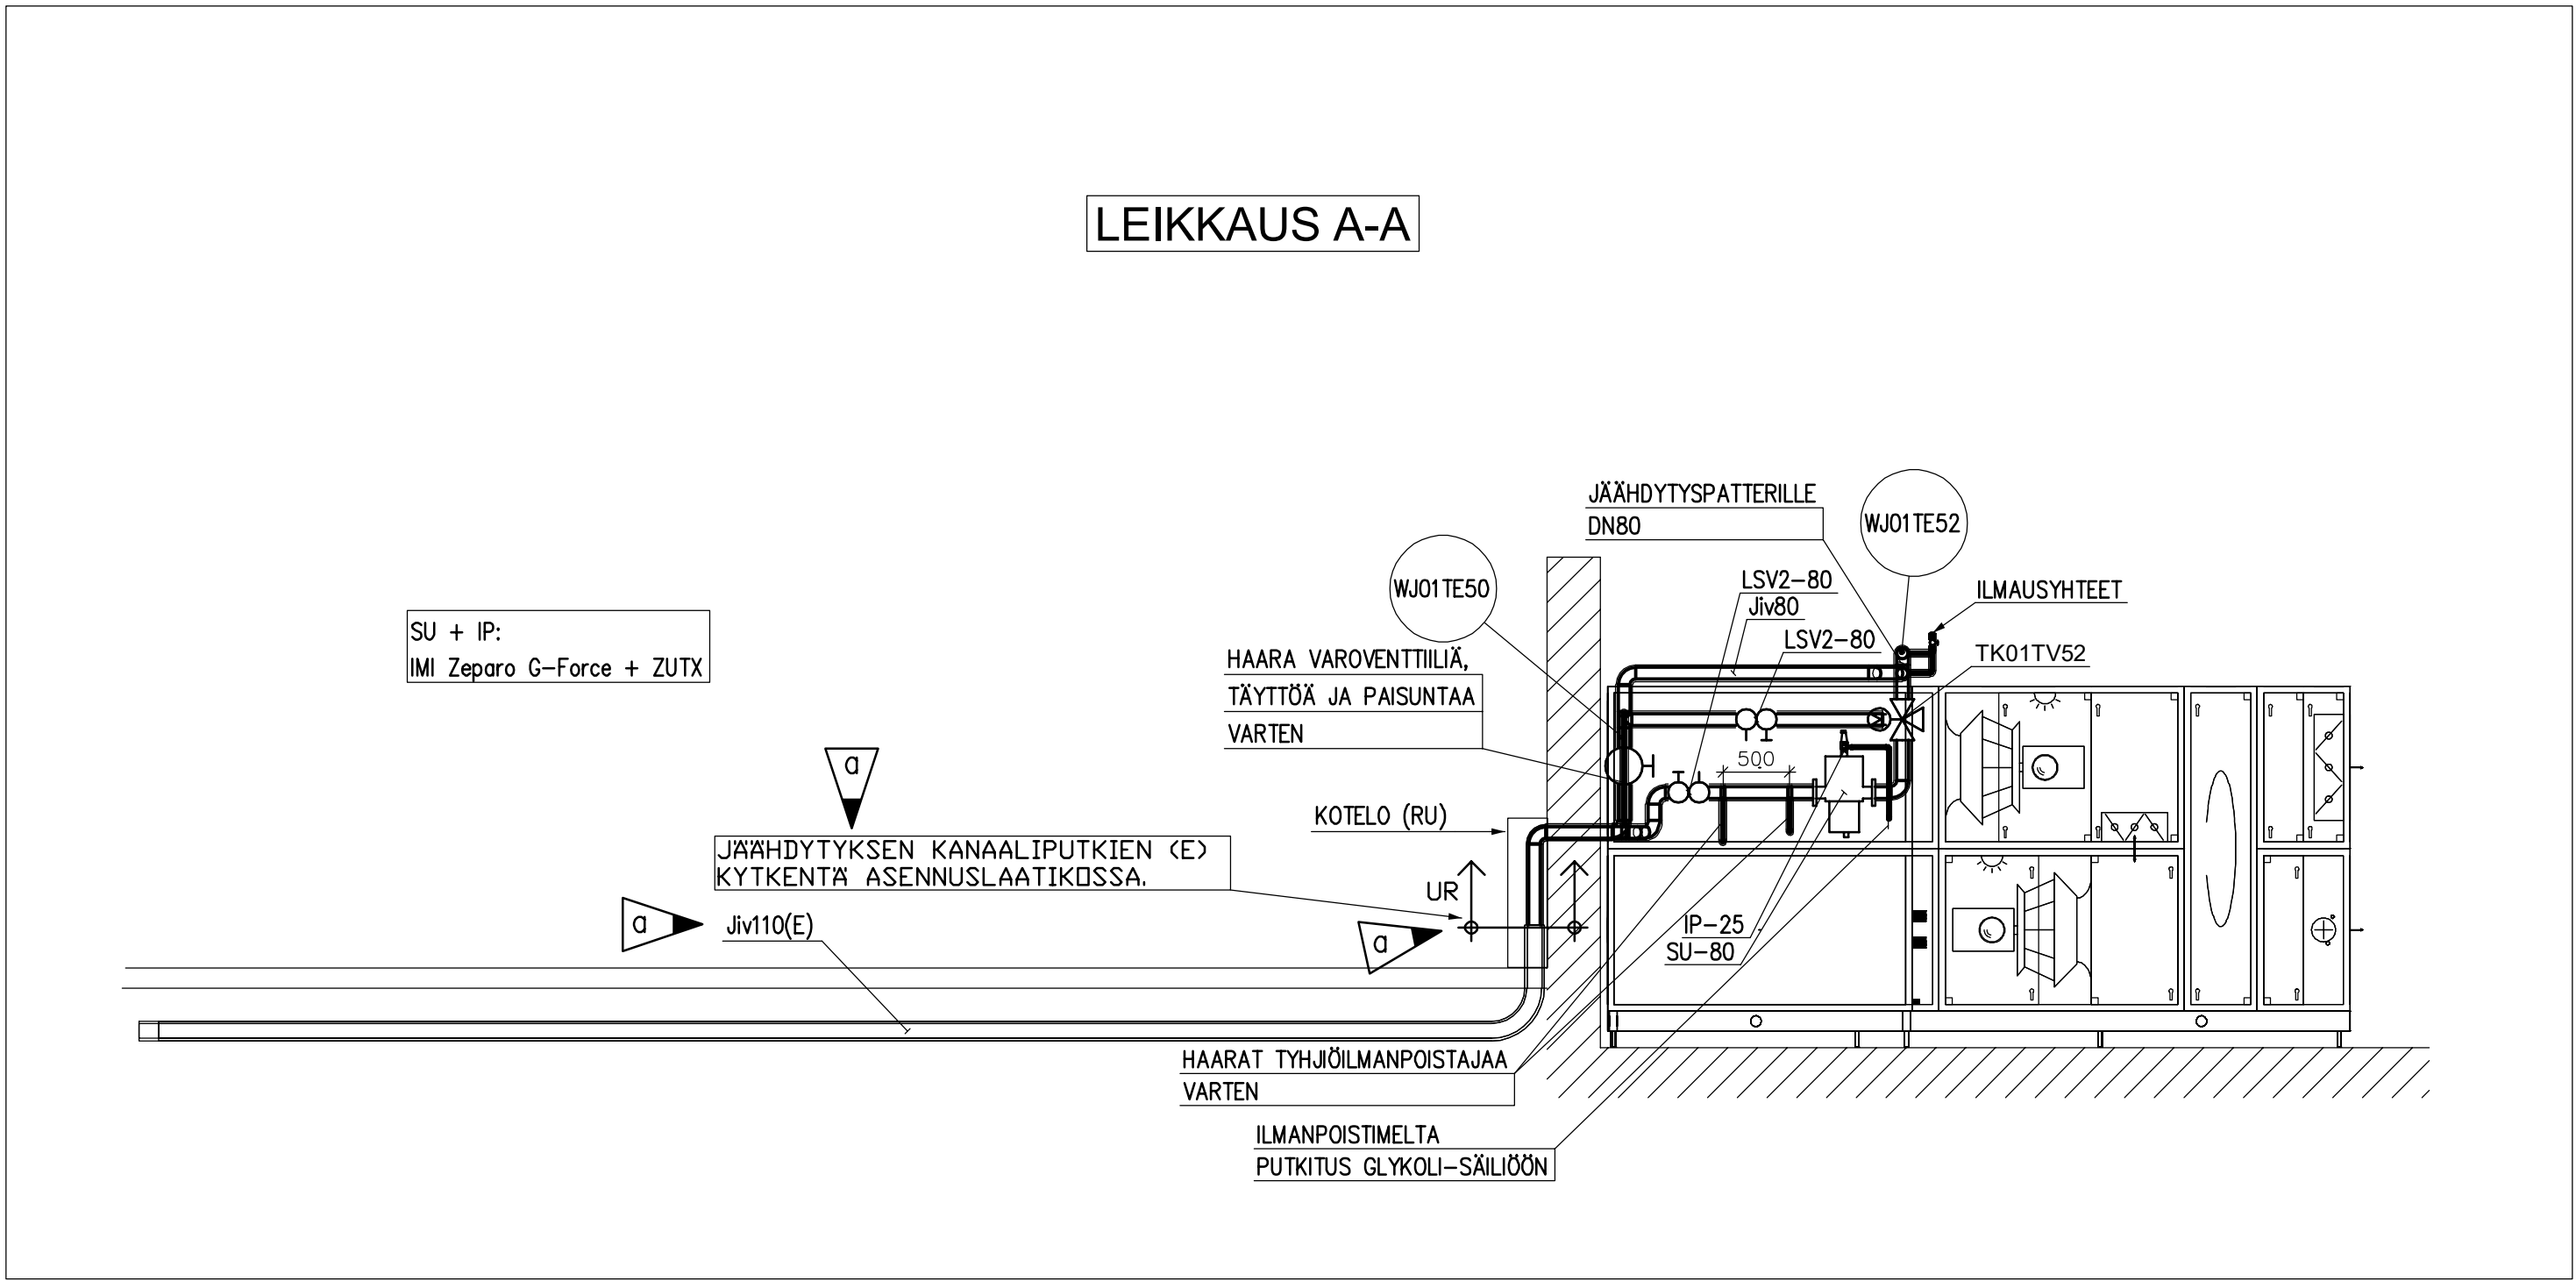 LEIKKAUS A-A
JÄÄHDYTYSPATTERILLE
DN80
WJ01TE52
WJ01TE50
LSV2-80
Jiv80
LSV2-80
ILMAUSYHTEET
TK01TV52
SU + IP:
IMI Zeparo G-Force + ZUTX
HAARA VAROVENTTIILIÄ,
TÄYTTÖÄ JA PAISUNTAA
VARTEN
500
a
KOTELO (RU)
JÄÄHDYTYKSEN KANAALIPUTKIEN (E)
KYTKENTÄ ASENNUSLAATIKOSSA.
UR
a
Jiv110(E)
a
IP-25
SU-80
HAARAT TYHJIÖILMANPOISTAJAA
VARTEN
ILMANPOISTIMELTA
PUTKITUS GLYKOLI-SÄILIÖÖN